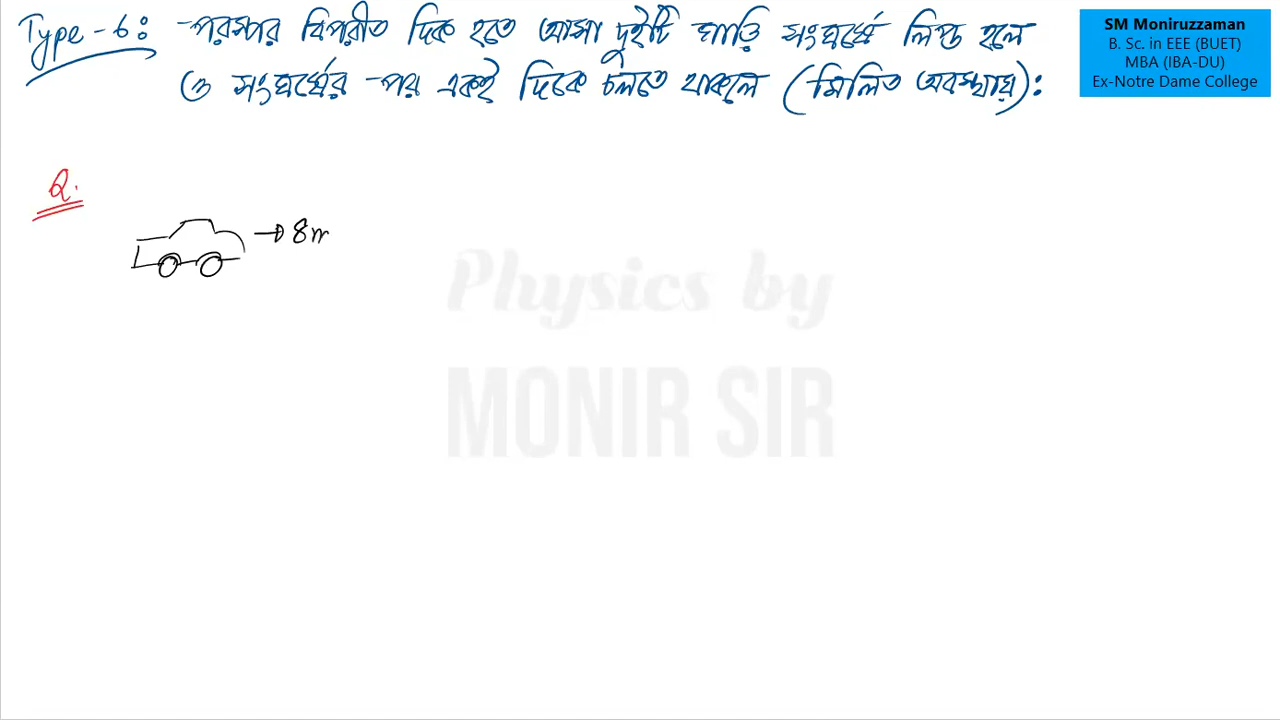 Type-6: পরস্পর বিপরীত দিক হতে আসা দুইটি গাড়ি সংঘর্ষে লিপ্ত হলে
ও সংঘর্ষের পর একই দিকে চলতে থাকলে (মিলিত অবস্থায়):
SM Moniruzzaman
B. Sc. in EEE (BUET)
MBA (IBA-DU)
Ex-Notre Dame College
Q.
→ 8m
Physics by
MONIR SIR